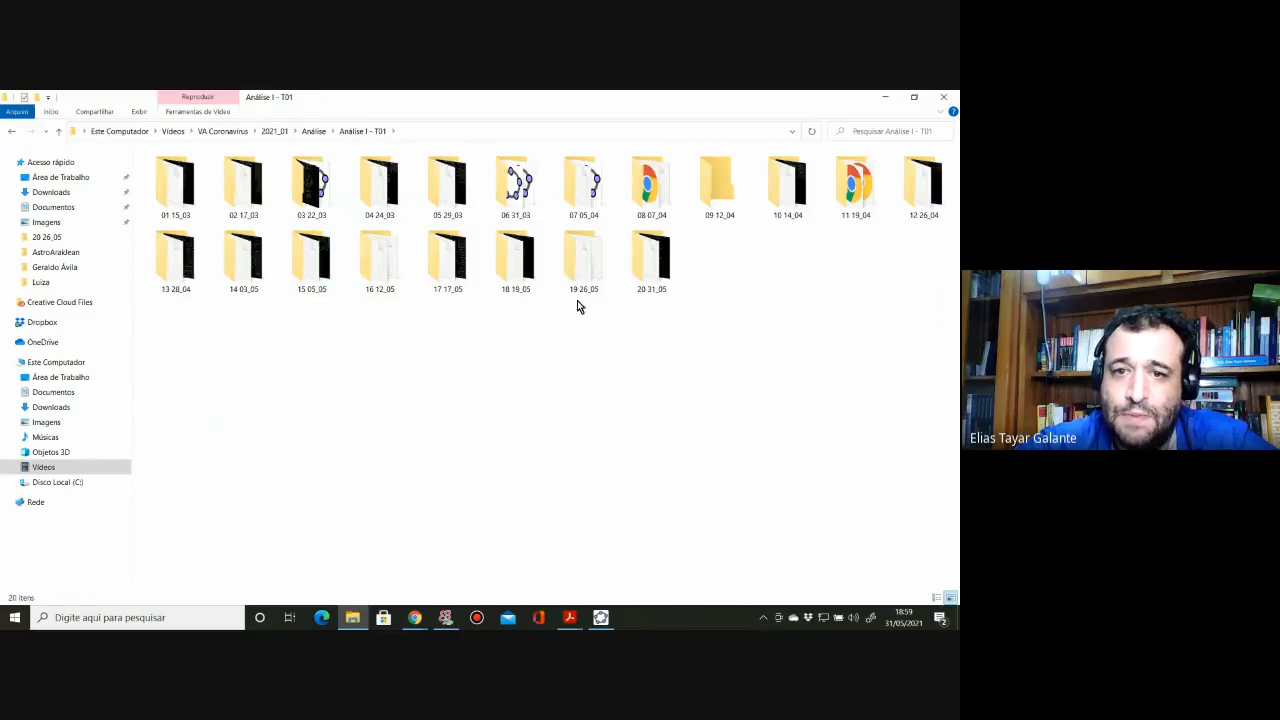 Reproduzir
Análise I - T01
Arquivo
Início
Compartilhar
Exibir
Ferramentas de Vídeo
Este Computador > Vídeos > VA Coronavírus > 2021_01 > Análise > Análise I - T01 >
Pesquisar Análise I - T01
Acesso rápido
Área de Trabalho
Downloads
Documentos
Imagens
20 26_05
AstroArakJean
Geraldo Ávila
Luiza
Creative Cloud Files
Dropbox
OneDrive
Este Computador
Área de Trabalho
Documentos
Downloads
Imagens
Músicas
Objetos 3D
Vídeos
Disco Local (C:)
Rede
01 15_03
02 17_03
03 22_03
04 24_03
05 29_03
06 31_03
07 05_04
08 07_04
09 12_04
10 14_04
11 19_04
12 26_04
13 28_04
14 03_05
15 05_05
16 12_05
17 17_05
18 19_05
19 26_05
20 31_05
20 itens
Digite aqui para pesquisar
18:59
31/05/2021
2
Elias Tayar Galante